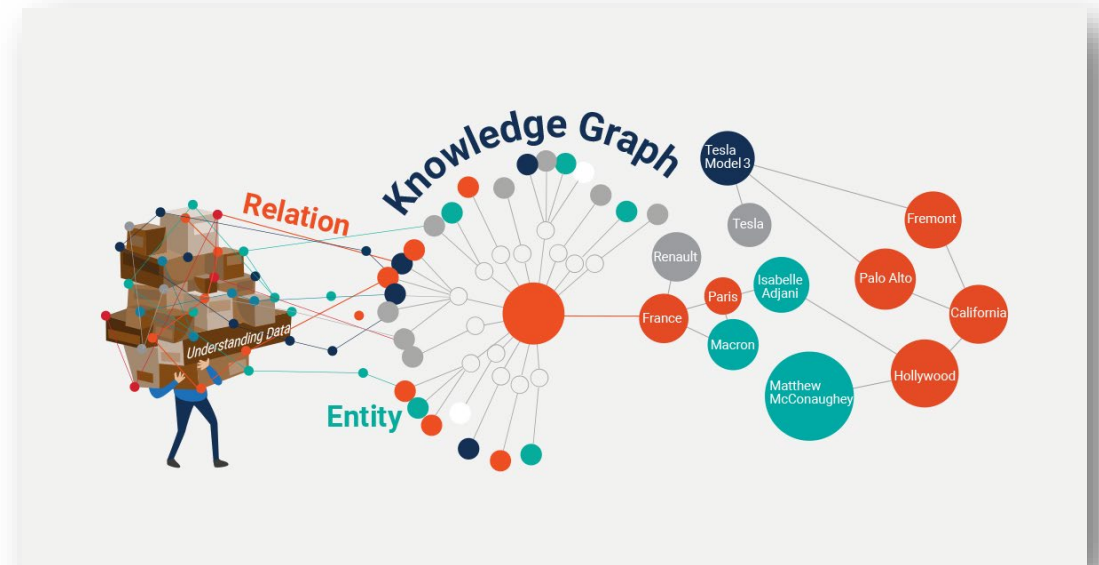 Knowledge Graph
Relation
Understanding Data
Entity
Tesla
Model 3
Tesla
Renault
Fremont
Isabelle
Adjani
Palo Alto
Paris
France
California
Macron
Hollywood
Matthew
McConaughey